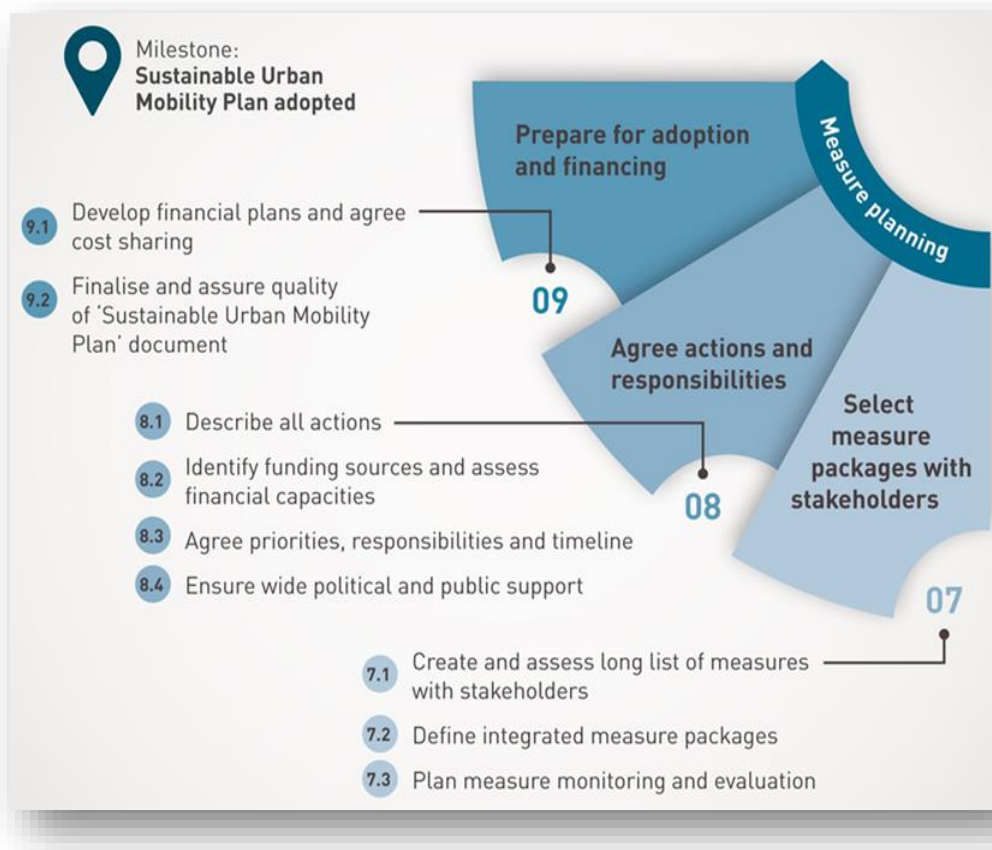 Milestone:
Sustainable Urban
Mobility Plan adopted
Prepare for adoption
and financing
Measure planning
9.1 Develop financial plans and agree
cost sharing
9.2 Finalise and assure quality
of ‘Sustainable Urban Mobility
Plan’ document
09
Agree actions and
responsibilities
8.1 Describe all actions
8.2 Identify funding sources and assess
financial capacities
8.3 Agree priorities, responsibilities and timeline
8.4 Ensure wide political and public support
08
Select
measure
packages with
stakeholders
07
7.1 Create and assess long list of measures
with stakeholders
7.2 Define integrated measure packages
7.3 Plan measure monitoring and evaluation